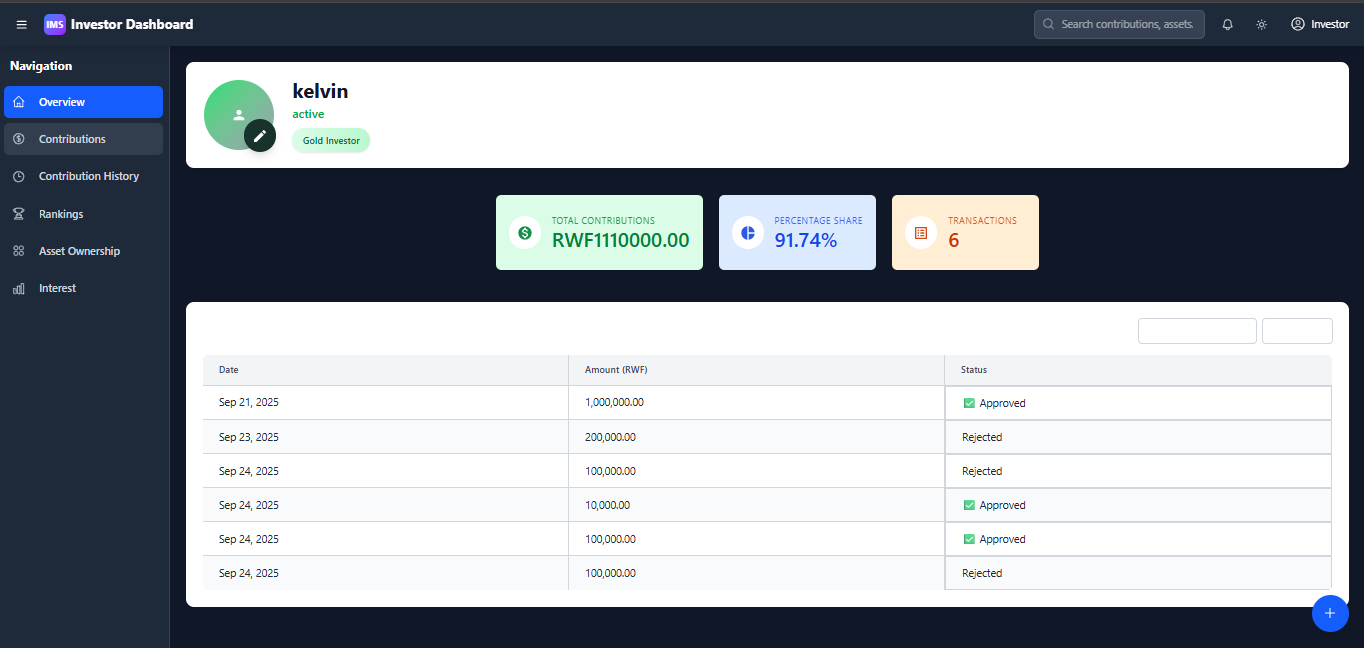 IMS Investor Dashboard
Search contributions, assets.
Investor
Navigation
Overview
Contributions
Contribution History
Rankings
Asset Ownership
Interest
kelvin
active
Gold Investor
TOTAL CONTRIBUTIONS
RWF1110000.00
PERCENTAGE SHARE
91.74%
TRANSACTIONS
6
Date Amount (RWF) Status
Sep 21, 2025 1,000,000.00 ✅ Approved
Sep 23, 2025 200,000.00 Rejected
Sep 24, 2025 100,000.00 Rejected
Sep 24, 2025 10,000.00 ✅ Approved
Sep 24, 2025 100,000.00 ✅ Approved
Sep 24, 2025 100,000.00 Rejected